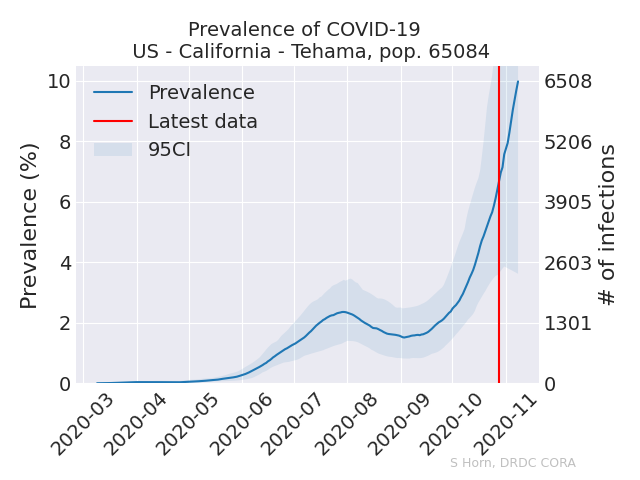 Prevalence of COVID-19
US - California - Tehama, pop. 65084
Prevalence
Latest data
95CI
Prevalence (%)
10
8
6
4
2
0
6508
5206
3905
2603
1301
0
# of infections
2020-03
2020-04
2020-05
2020-06
2020-07
2020-08
2020-09
2020-10
2020-11
S Horn, DRDC CORA